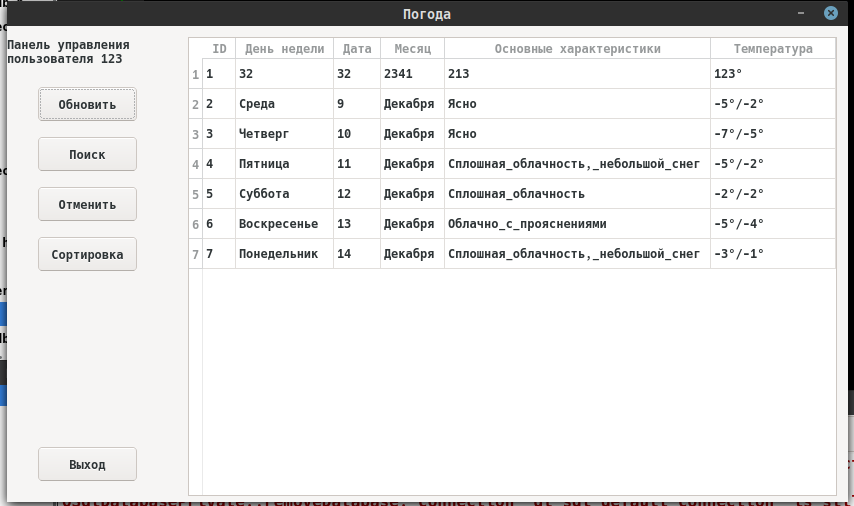 Погода
Панель управления
пользователя 123
Обновить
Поиск
Отменить
Сортировка
Выход
ID День недели Дата Месяц Основные характеристики Температура
1 1 32 32 2341 213 123°
2 2 Среда 9 Декабря Ясно -5°/-2°
3 3 Четверг 10 Декабря Ясно -7°/-5°
4 4 Пятница 11 Декабря Сплошная_облачность,_небольшой_снег -5°/-2°
5 5 Суббота 12 Декабря Сплошная_облачность -2°/-2°
6 6 Воскресенье 13 Декабря Облачно_с_прояснениями -5°/-4°
7 7 Понедельник 14 Декабря Сплошная_облачность,_небольшой_снег -3°/-1°